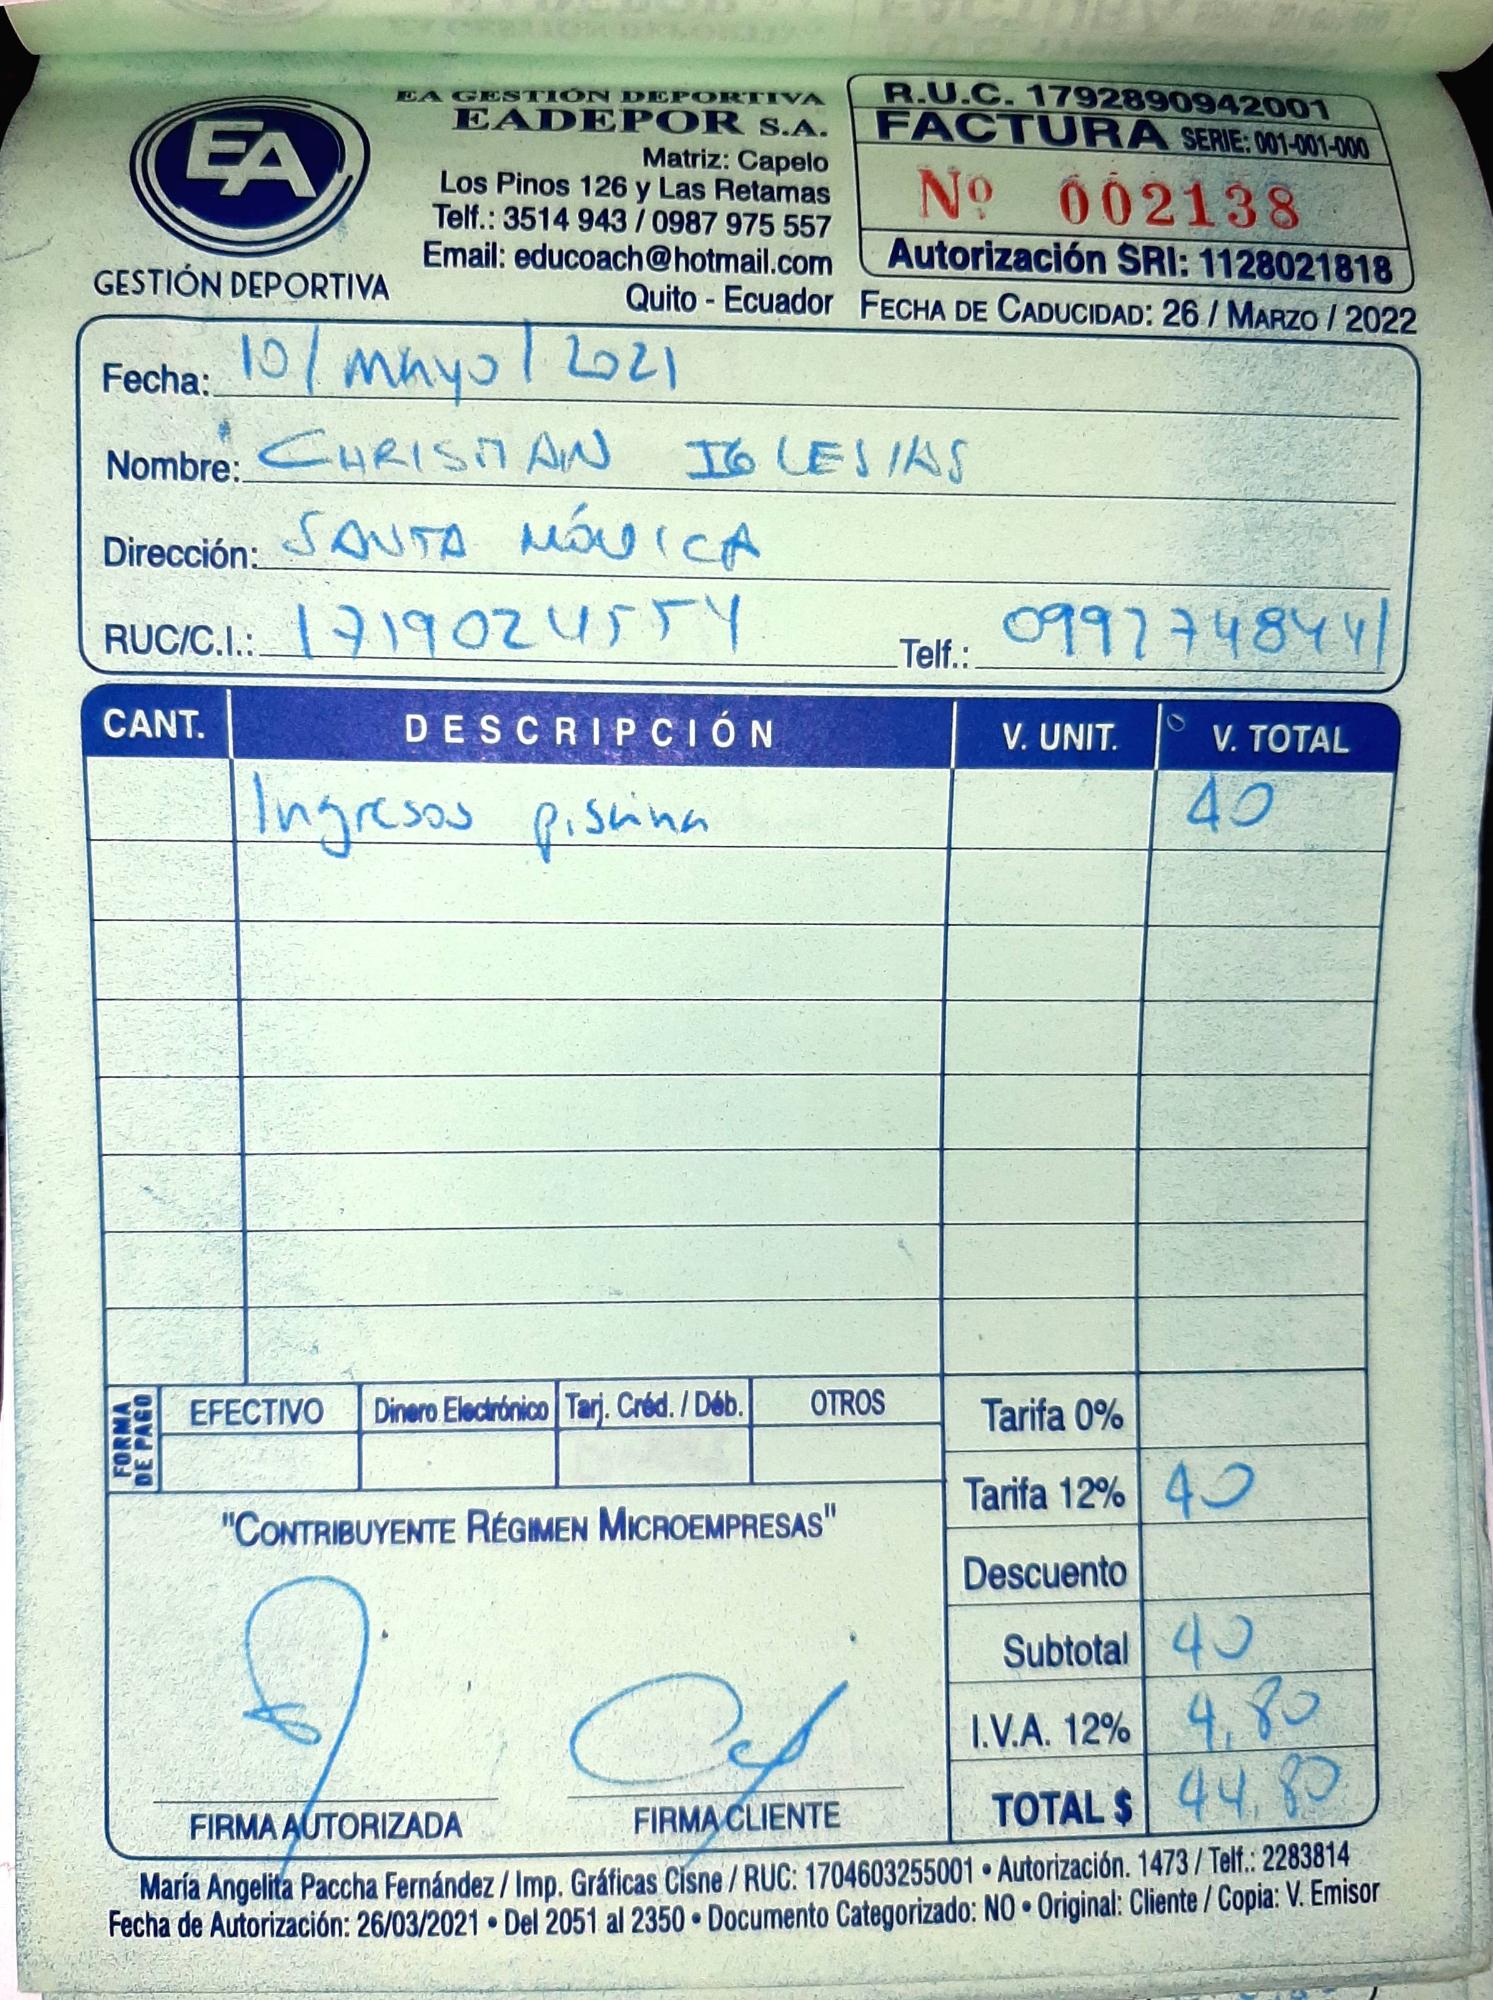 EA
GESTIÓN DEPORTIVA
EA GESTIÓN DEPORTIVA
EADEPOR S.A.
Matriz: Capelo
Los Pinos 126 y Las Retamas
Telf.: 3514 943 / 0987 975 557
Email: educoach@hotmail.com
Quito - Ecuador
R.U.C. 1792890942001
FACTURA SERIE: 001-001-000
Nº 002138
Autorización SRI: 1128021818
FECHA DE CADUCIDAD: 26 / MARZO / 2022
Fecha: 10/mayo/2021
Nombre: CHRISTIAN IGLESIAS
Dirección: SANTA MÓNICA
RUC/C.I.: 1719024554 Telf.: 0997748441
CANT. DESCRIPCIÓN V. UNIT. V. TOTAL
Ingresos piscina 40
FORMA DE PAGO
EFECTIVO Dinero Electrónico Tarj. Créd. / Déb. OTROS
Tarifa 0%
Tarifa 12% 40
Descuento
Subtotal 40
I.V.A. 12% 4,80
TOTAL $ 44,80
"CONTRIBUYENTE RÉGIMEN MICROEMPRESAS"
FIRMA AUTORIZADA FIRMA CLIENTE
María Angelita Paccha Fernández / Imp. Gráficas Cisne / RUC: 1704603255001 • Autorización. 1473 / Telf.: 2283814
Fecha de Autorización: 26/03/2021 • Del 2051 al 2350 • Documento Categorizado: NO • Original: Cliente / Copia: V. Emisor